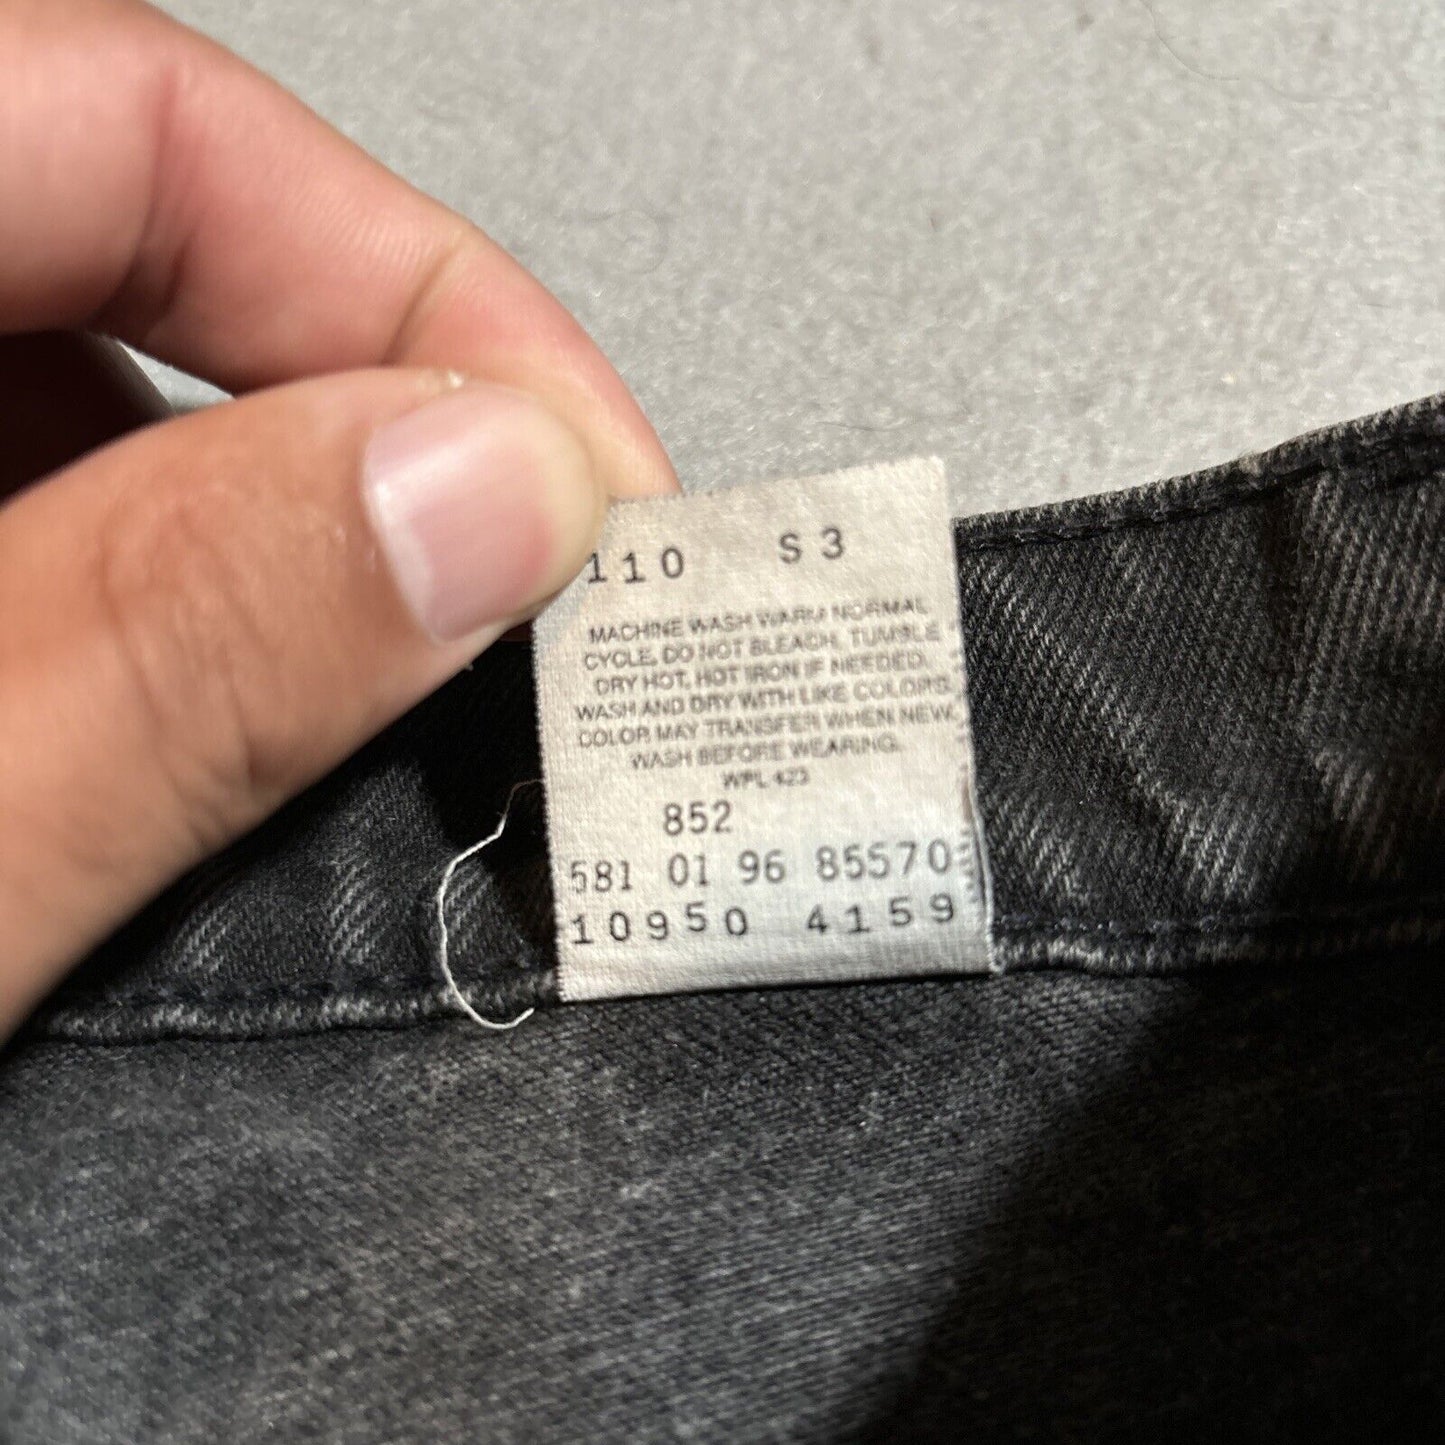 110 S 3
MACHINE WASH WARM NORMAL
CYCLE. DO NOT BLEACH. TUMBLE
DRY HOT. HOT IRON IF NEEDED.
WASH AND DRY WITH LIKE COLORS.
COLOR MAY TRANSFER WHEN NEW.
WASH BEFORE WEARING.
WPL 423
852
581 01 96 85570
10950 4159